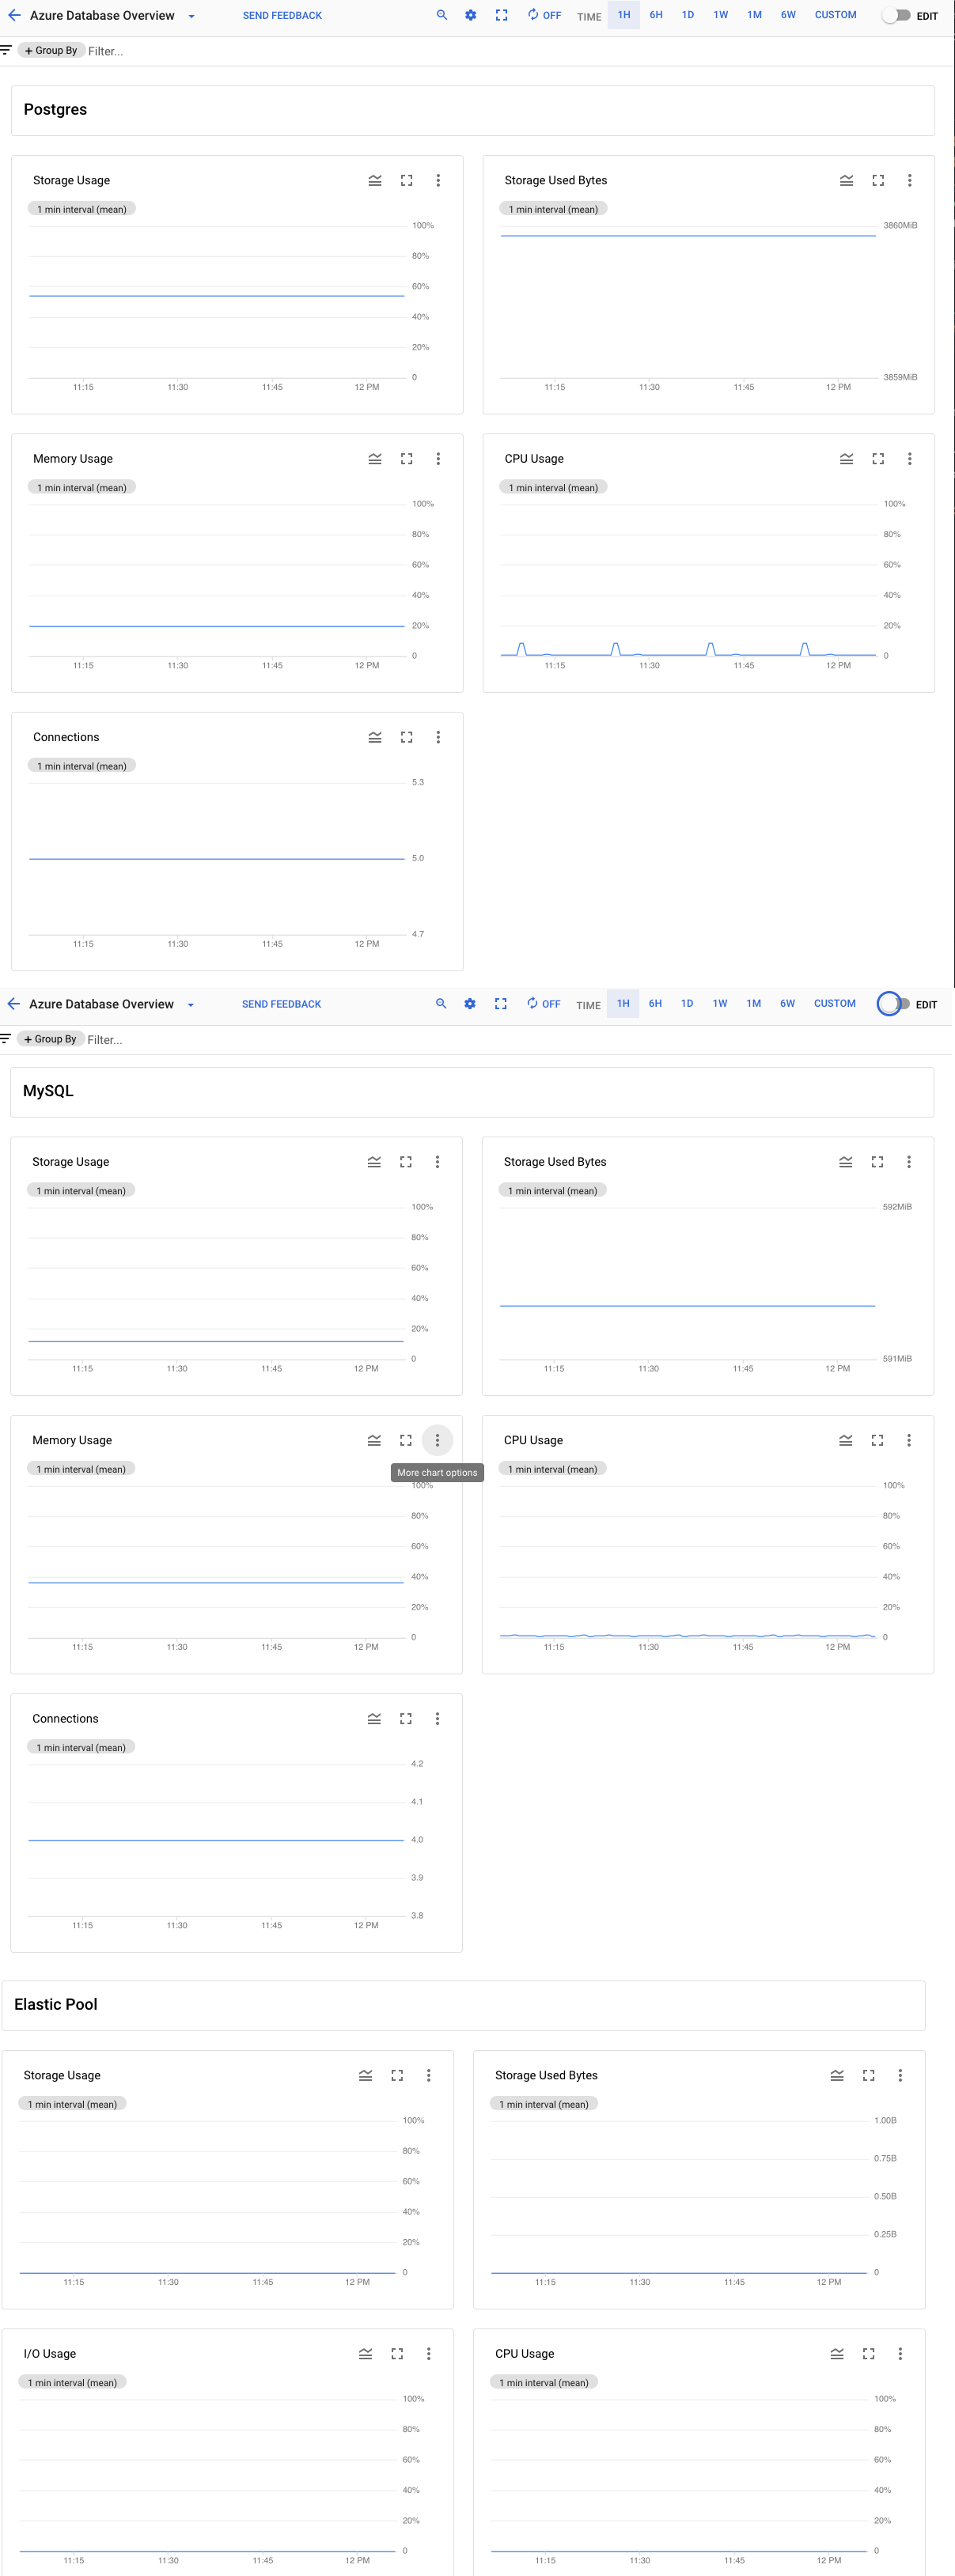 Azure Database Overview SEND FEEDBACK OFF TIME 1H 6H 1D 1W 1M 6W CUSTOM EDIT
+ Group By Filter...
Postgres
Storage Usage
1 min interval (mean)
100%
80%
60%
40%
20%
0
11:15 11:30 11:45 12 PM
Storage Used Bytes
1 min interval (mean)
3860MiB
3859MiB
11:15 11:30 11:45 12 PM
Memory Usage
1 min interval (mean)
100%
80%
60%
40%
20%
0
11:15 11:30 11:45 12 PM
CPU Usage
1 min interval (mean)
100%
80%
60%
40%
20%
0
11:15 11:30 11:45 12 PM
Connections
1 min interval (mean)
5.3
5.0
4.7
11:15 11:30 11:45 12 PM
Azure Database Overview SEND FEEDBACK OFF TIME 1H 6H 1D 1W 1M 6W CUSTOM EDIT
+ Group By Filter...
MySQL
Storage Usage
1 min interval (mean)
100%
80%
60%
40%
20%
0
11:15 11:30 11:45 12 PM
Storage Used Bytes
1 min interval (mean)
592MiB
591MiB
11:15 11:30 11:45 12 PM
Memory Usage
1 min interval (mean)
More chart options
100%
80%
60%
40%
20%
0
11:15 11:30 11:45 12 PM
CPU Usage
1 min interval (mean)
100%
80%
60%
40%
20%
0
11:15 11:30 11:45 12 PM
Connections
1 min interval (mean)
4.2
4.1
4.0
3.9
3.8
11:15 11:30 11:45 12 PM
Elastic Pool
Storage Usage
1 min interval (mean)
100%
80%
60%
40%
20%
0
11:15 11:30 11:45 12 PM
Storage Used Bytes
1 min interval (mean)
1.00B
0.75B
0.50B
0.25B
0
11:15 11:30 11:45 12 PM
I/O Usage
1 min interval (mean)
100%
80%
60%
40%
20%
0
11:15 11:30 11:45 12 PM
CPU Usage
1 min interval (mean)
100%
80%
60%
40%
20%
0
11:15 11:30 11:45 12 PM